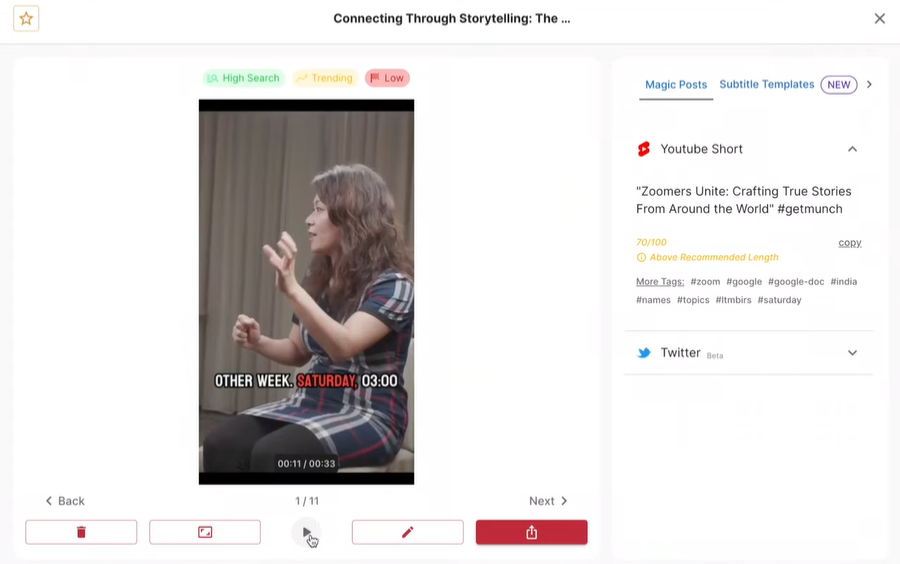 Connecting Through Storytelling: The ...
High Search Trending Low
OTHER WEEK. SATURDAY, 03:00
00:11 / 00:33
Back 1 / 11 Next
Magic Posts Subtitle Templates NEW
Youtube Short
"Zoomers Unite: Crafting True Stories
From Around the World" #getmunch
70/100 copy
Above Recommended Length
More Tags: #zoom #google #google-doc #india
#names #topics #ltmbirs #saturday
Twitter Beta